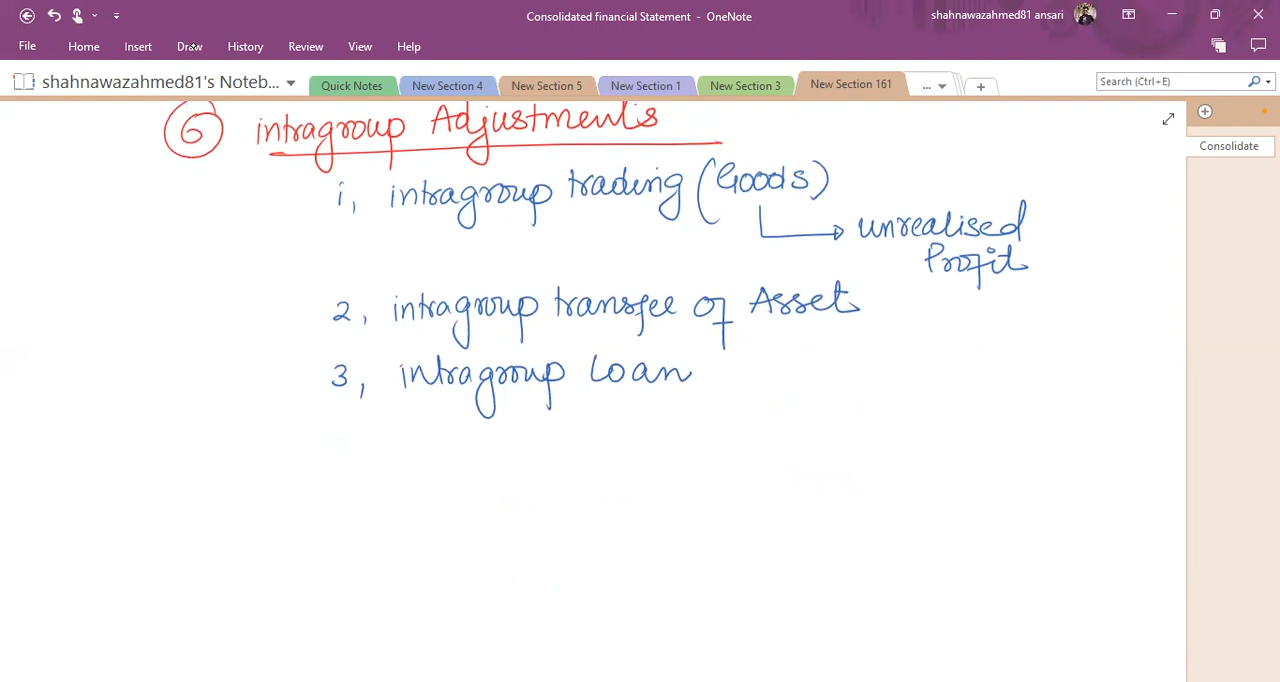 Consolidated financial Statement - OneNote
shahnawazahmed81 ansari
File Home Insert Draw History Review View Help
shahnawazahmed81's Noteb... Quick Notes New Section 4 New Section 5 New Section 1 New Section 3 New Section 161 ... + Search (Ctrl+E)
Consolidate
6 intragroup Adjustments
i, intragroup trading (Goods)
unrealised
Profit
2, intragroup transfee of Asset
3, intragroup loan